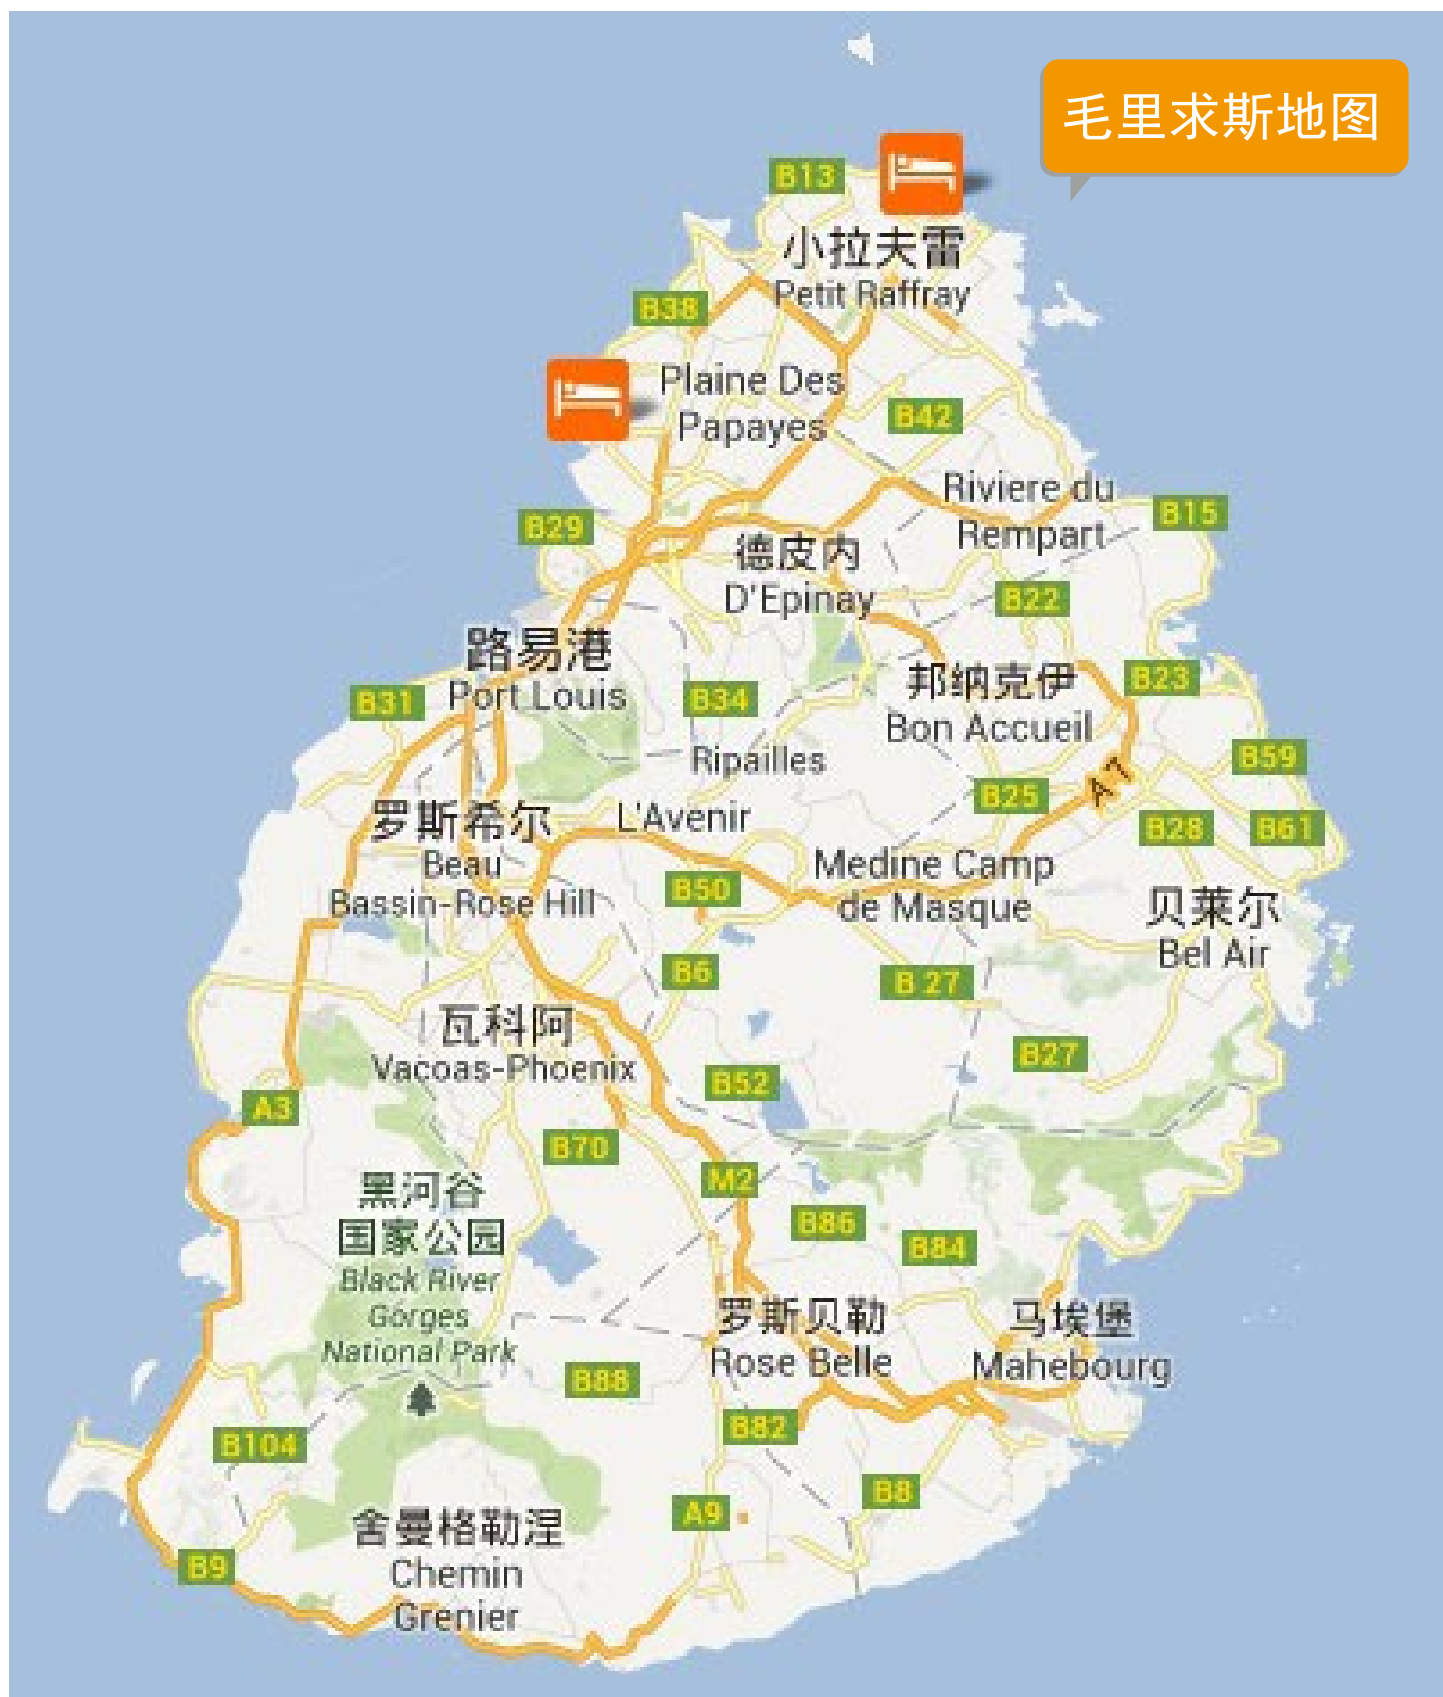 毛里求斯地图
B13
小拉夫雷
Petit Raffray
B38
Plaine Des
Papayes
B42
Riviere du
Rempart
B15
B29
德皮内
D'Epinay
B22
路易港
Port Louis
B31
B34
邦纳克伊
Bon Accueil
B23
Ripailles
B59
A 7
B25
罗斯希尔
Beau
Bassin-Rose Hill
L'Avenir
B28
B61
B50
Medine Camp
de Masque
贝莱尔
Bel Air
B6
B 27
瓦科阿
Vacoas-Phoenix
B27
B52
A3
B70
M2
黑河谷
国家公园
Black River
Gorges
National Park
B86
B84
罗斯贝勒
Rose Belle
马埃堡
Mahebourg
B88
B82
B104
B8
A9
舍曼格勒涅
Chemin
Grenier
B9